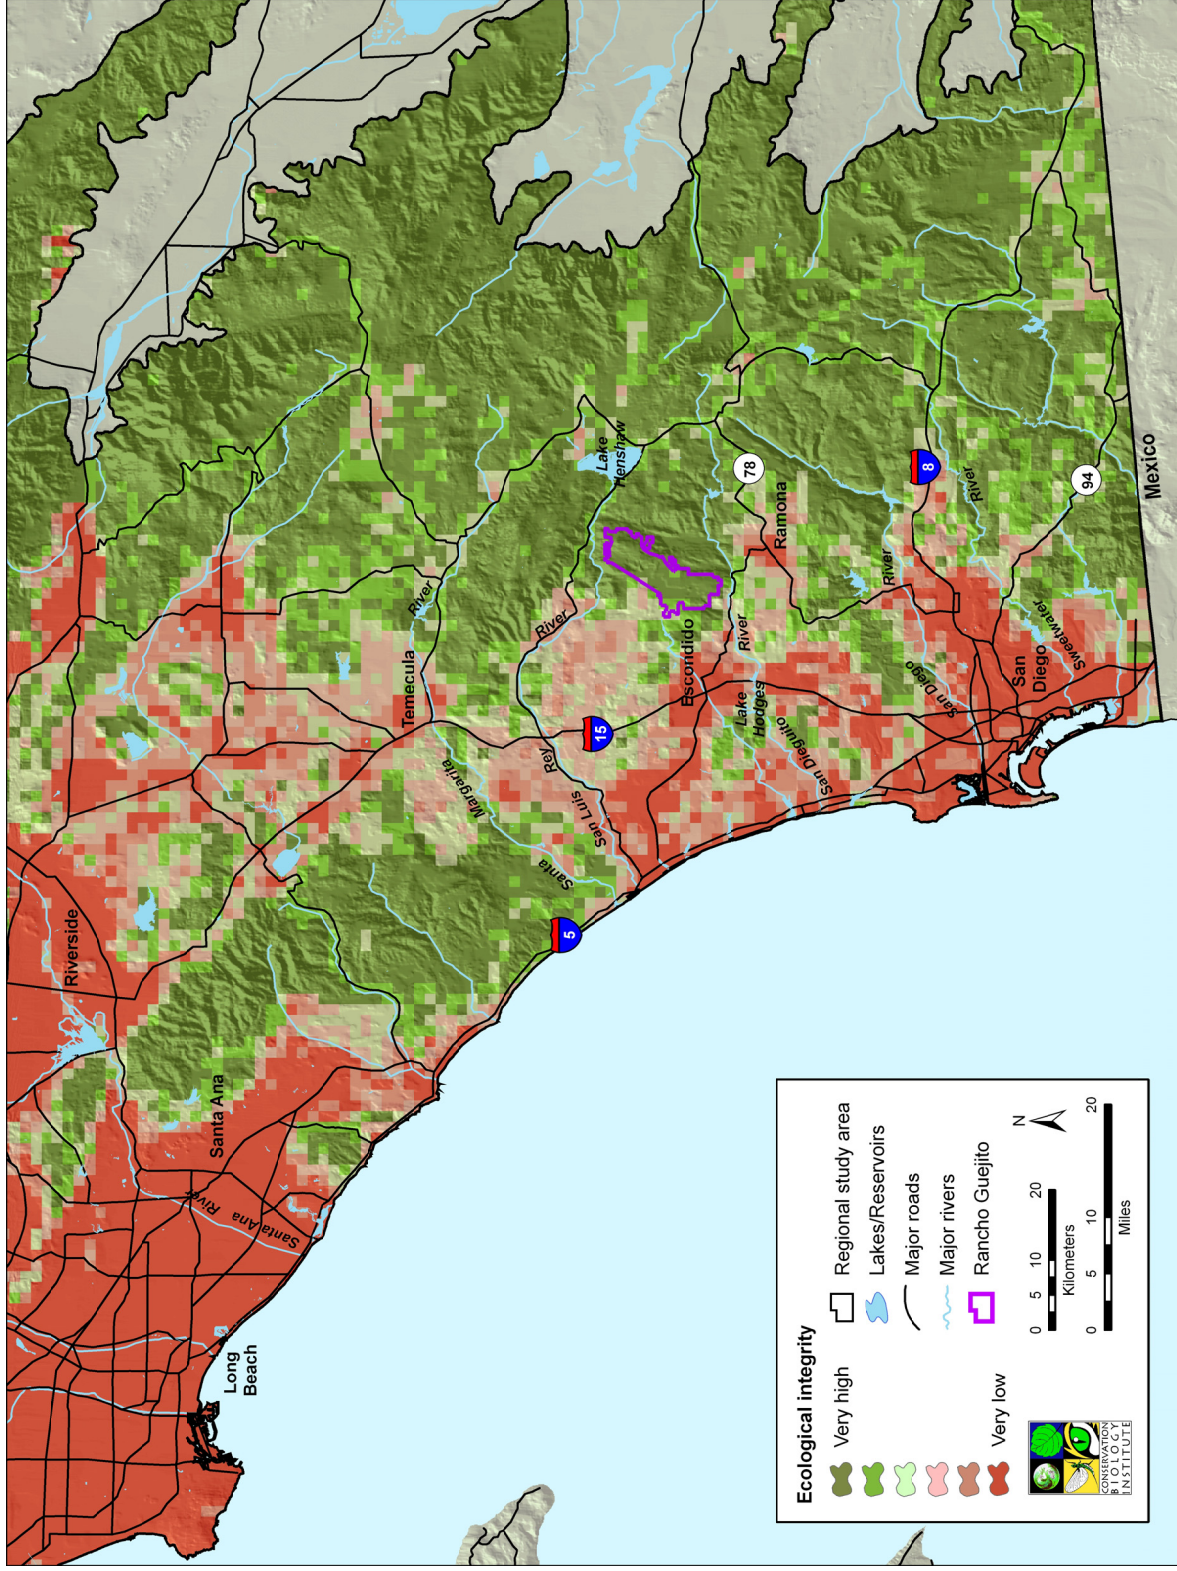 Riverside
Santa Ana
Santa Ana
River
Long
Beach
Temecula
River
Margarita
Santa
River
Rey
San Luis
15
5
Lake
Henshaw
Escondido
River
Lake
Hodges
San Dieguito
78
Ramona
River
San Diego
8
River
Sweetwater
San
Diego
94
Mexico
Ecological integrity
Very high
Very low
Regional study area
Lakes/Reservoirs
Major roads
Major rivers
Rancho Guejito
N
0 5 10 20
Kilometers
0 5 10 20
Miles
CONSERVATION
BIOLOGY
INSTITUTE